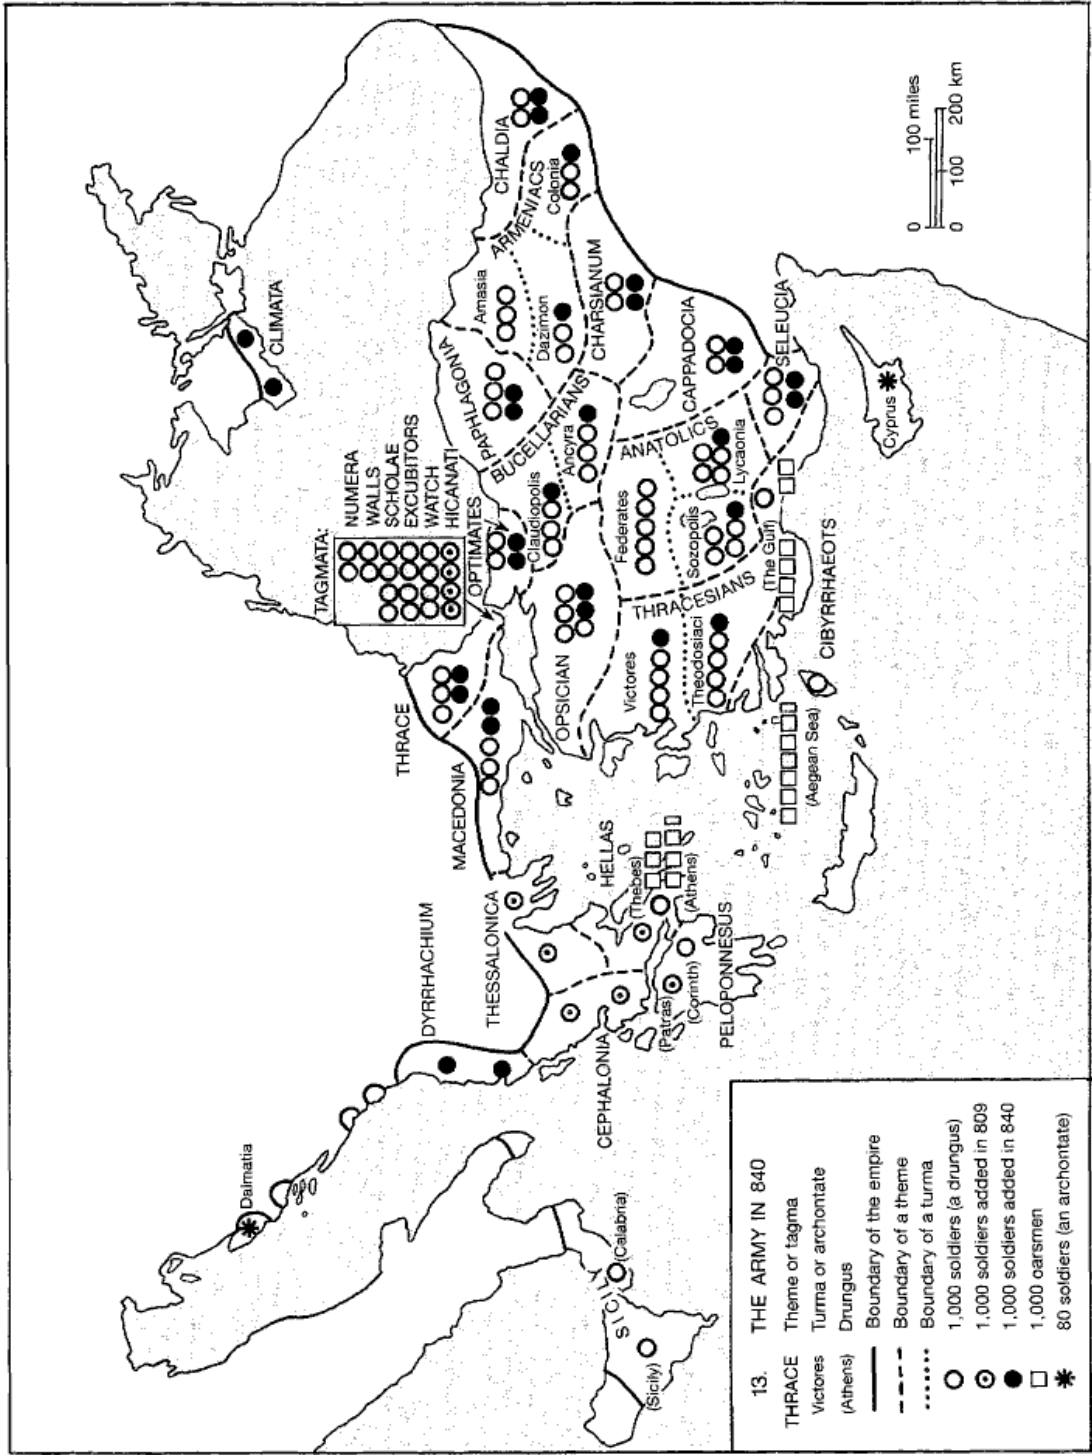 TAGMATA:
NUMERA
WALLS
SCHOLAE
EXCUBITORS
WATCH
HICANATI
OPTIMATES
CLIMATA
CHALDIA
ARMENIACS
Colonia
Amasia
Dazimon
CHARSIANUM
PAPHLAGONIA
BUCELLARIANS
Claudiopolis
Ancyra
CAPPADOCIA
SELEUCIA
ANATOLICS
Lycaonia
Federates
Sozopolis
(The Gulf)
THRACESIANS
Victores
Theodosiaci
OPSICIAN
THRACE
MACEDONIA
CIBYRRHAEOTS
(Aegean Sea)
Cyprus
HELLAS
(Thebes)
(Athens)
PELOPONNESUS
(Corinth)
(Patras)
THESSALONICA
DYRRHACHIUM
CEPHALONIA
Dalmatia
SICILY
(Calabria)
(Sicily)
0 100 miles
0 100 200 km
13. THE ARMY IN 840
THRACE Theme or tagma
Victores Turma or archontate
(Athens) Drungus
Boundary of the empire
Boundary of a theme
Boundary of a turma
1,000 soldiers (a drungus)
1,000 soldiers added in 809
1,000 soldiers added in 840
1,000 oarsmen
80 soldiers (an archontate)